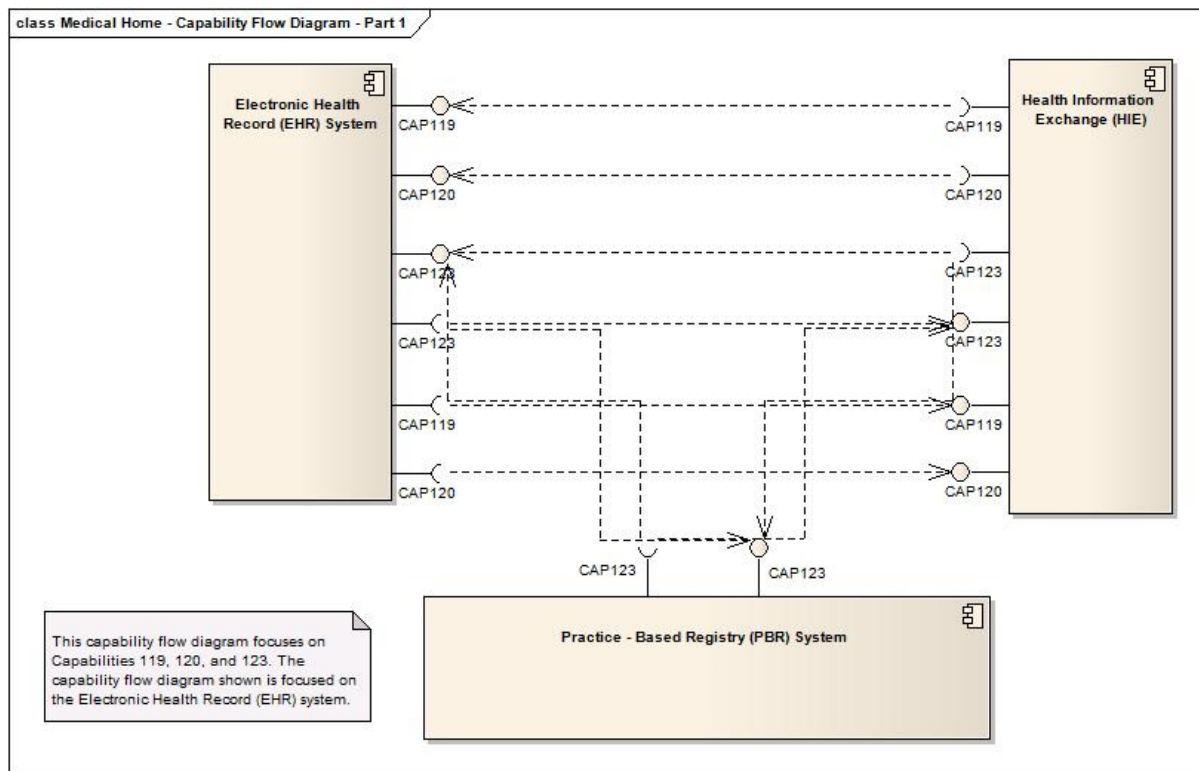 class Medical Home - Capability Flow Diagram - Part 1
Electronic Health
Record (EHR) System
Health Information
Exchange (HIE)
CAP119
CAP119
CAP120
CAP120
CAP123
CAP123
CAP123
CAP123
CAP119
CAP119
CAP120
CAP120
CAP123
CAP123
Practice - Based Registry (PBR) System
This capability flow diagram focuses on
Capabilities 119, 120, and 123. The
capability flow diagram shown is focused on
the Electronic Health Record (EHR) system.